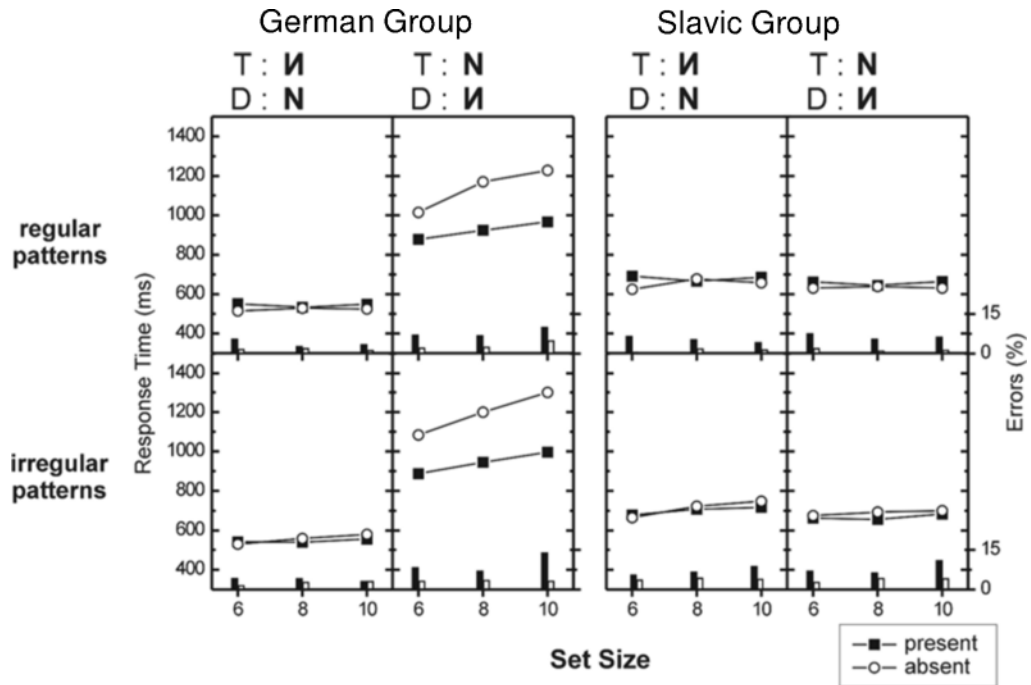 German Group
Slavic Group
T : И
D : N
T : N
D : И
T : И
D : N
T : N
D : И
regular
patterns
irregular
patterns
Response Time (ms)
1400
1200
1000
800
600
400
1400
1200
1000
800
600
400
15
0
15
0
Errors (%)
6
8
10
6
8
10
6
8
10
6
8
10
Set Size
present
absent